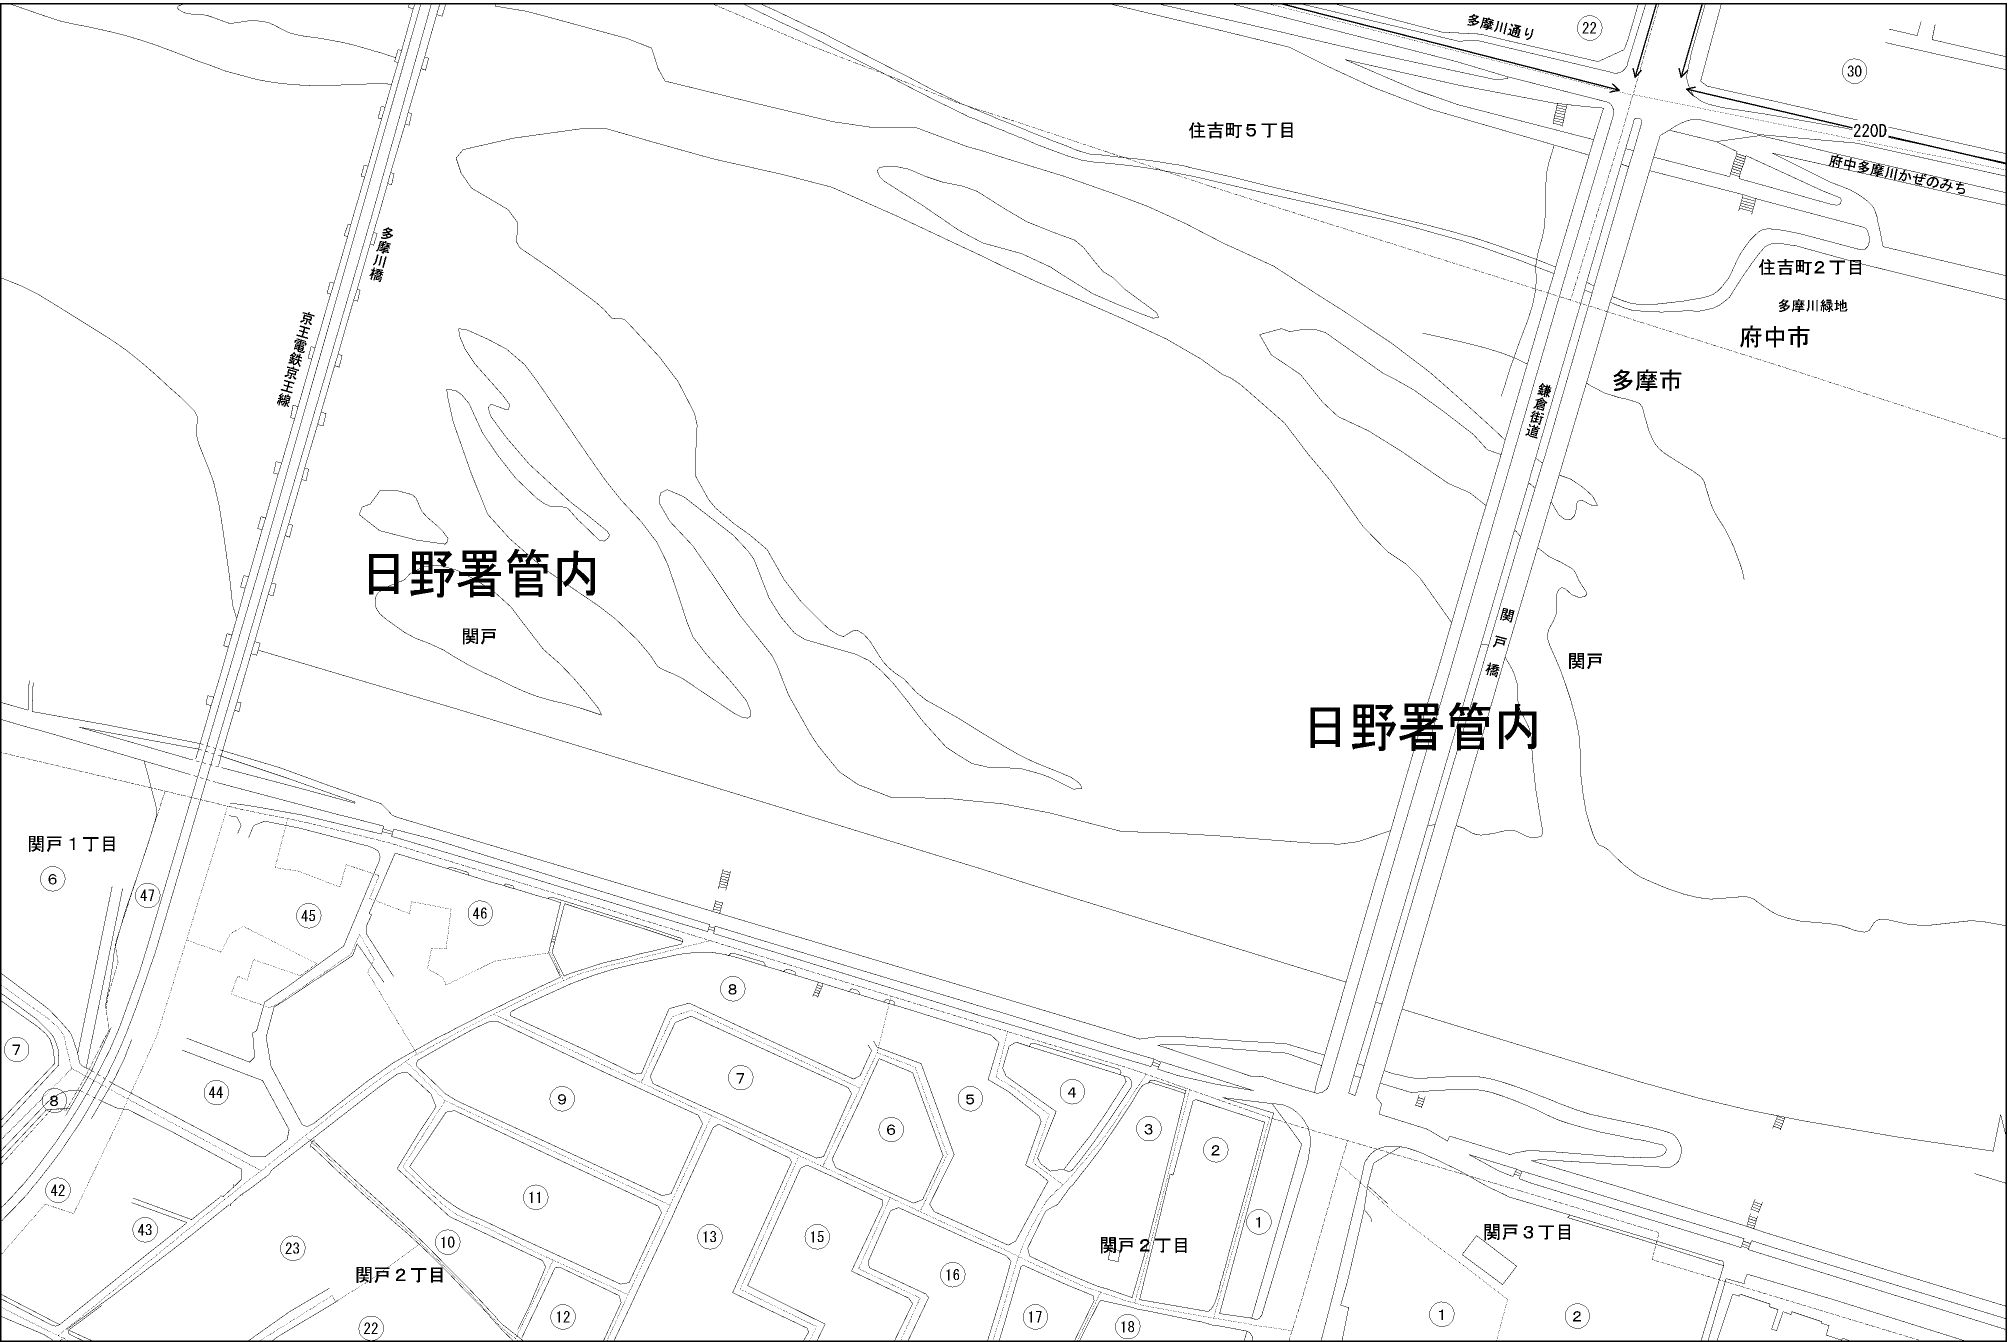 多摩川通り
22
30
住吉町５丁目
220D
府中多摩川かぜのみち
多摩川橋
住吉町２丁目
多摩川緑地
府中市
京王電鉄京王線
多摩市
鎌倉街道
日野署管内
関戸
関戸橋
関戸
日野署管内
関戸１丁目
6
47
45
46
8
7
7
8
44
9
6
5
4
3
2
42
43
11
1
23
10
13
15
関戸２丁目
関戸３丁目
関戸２丁目
16
22
12
17
18
1
2